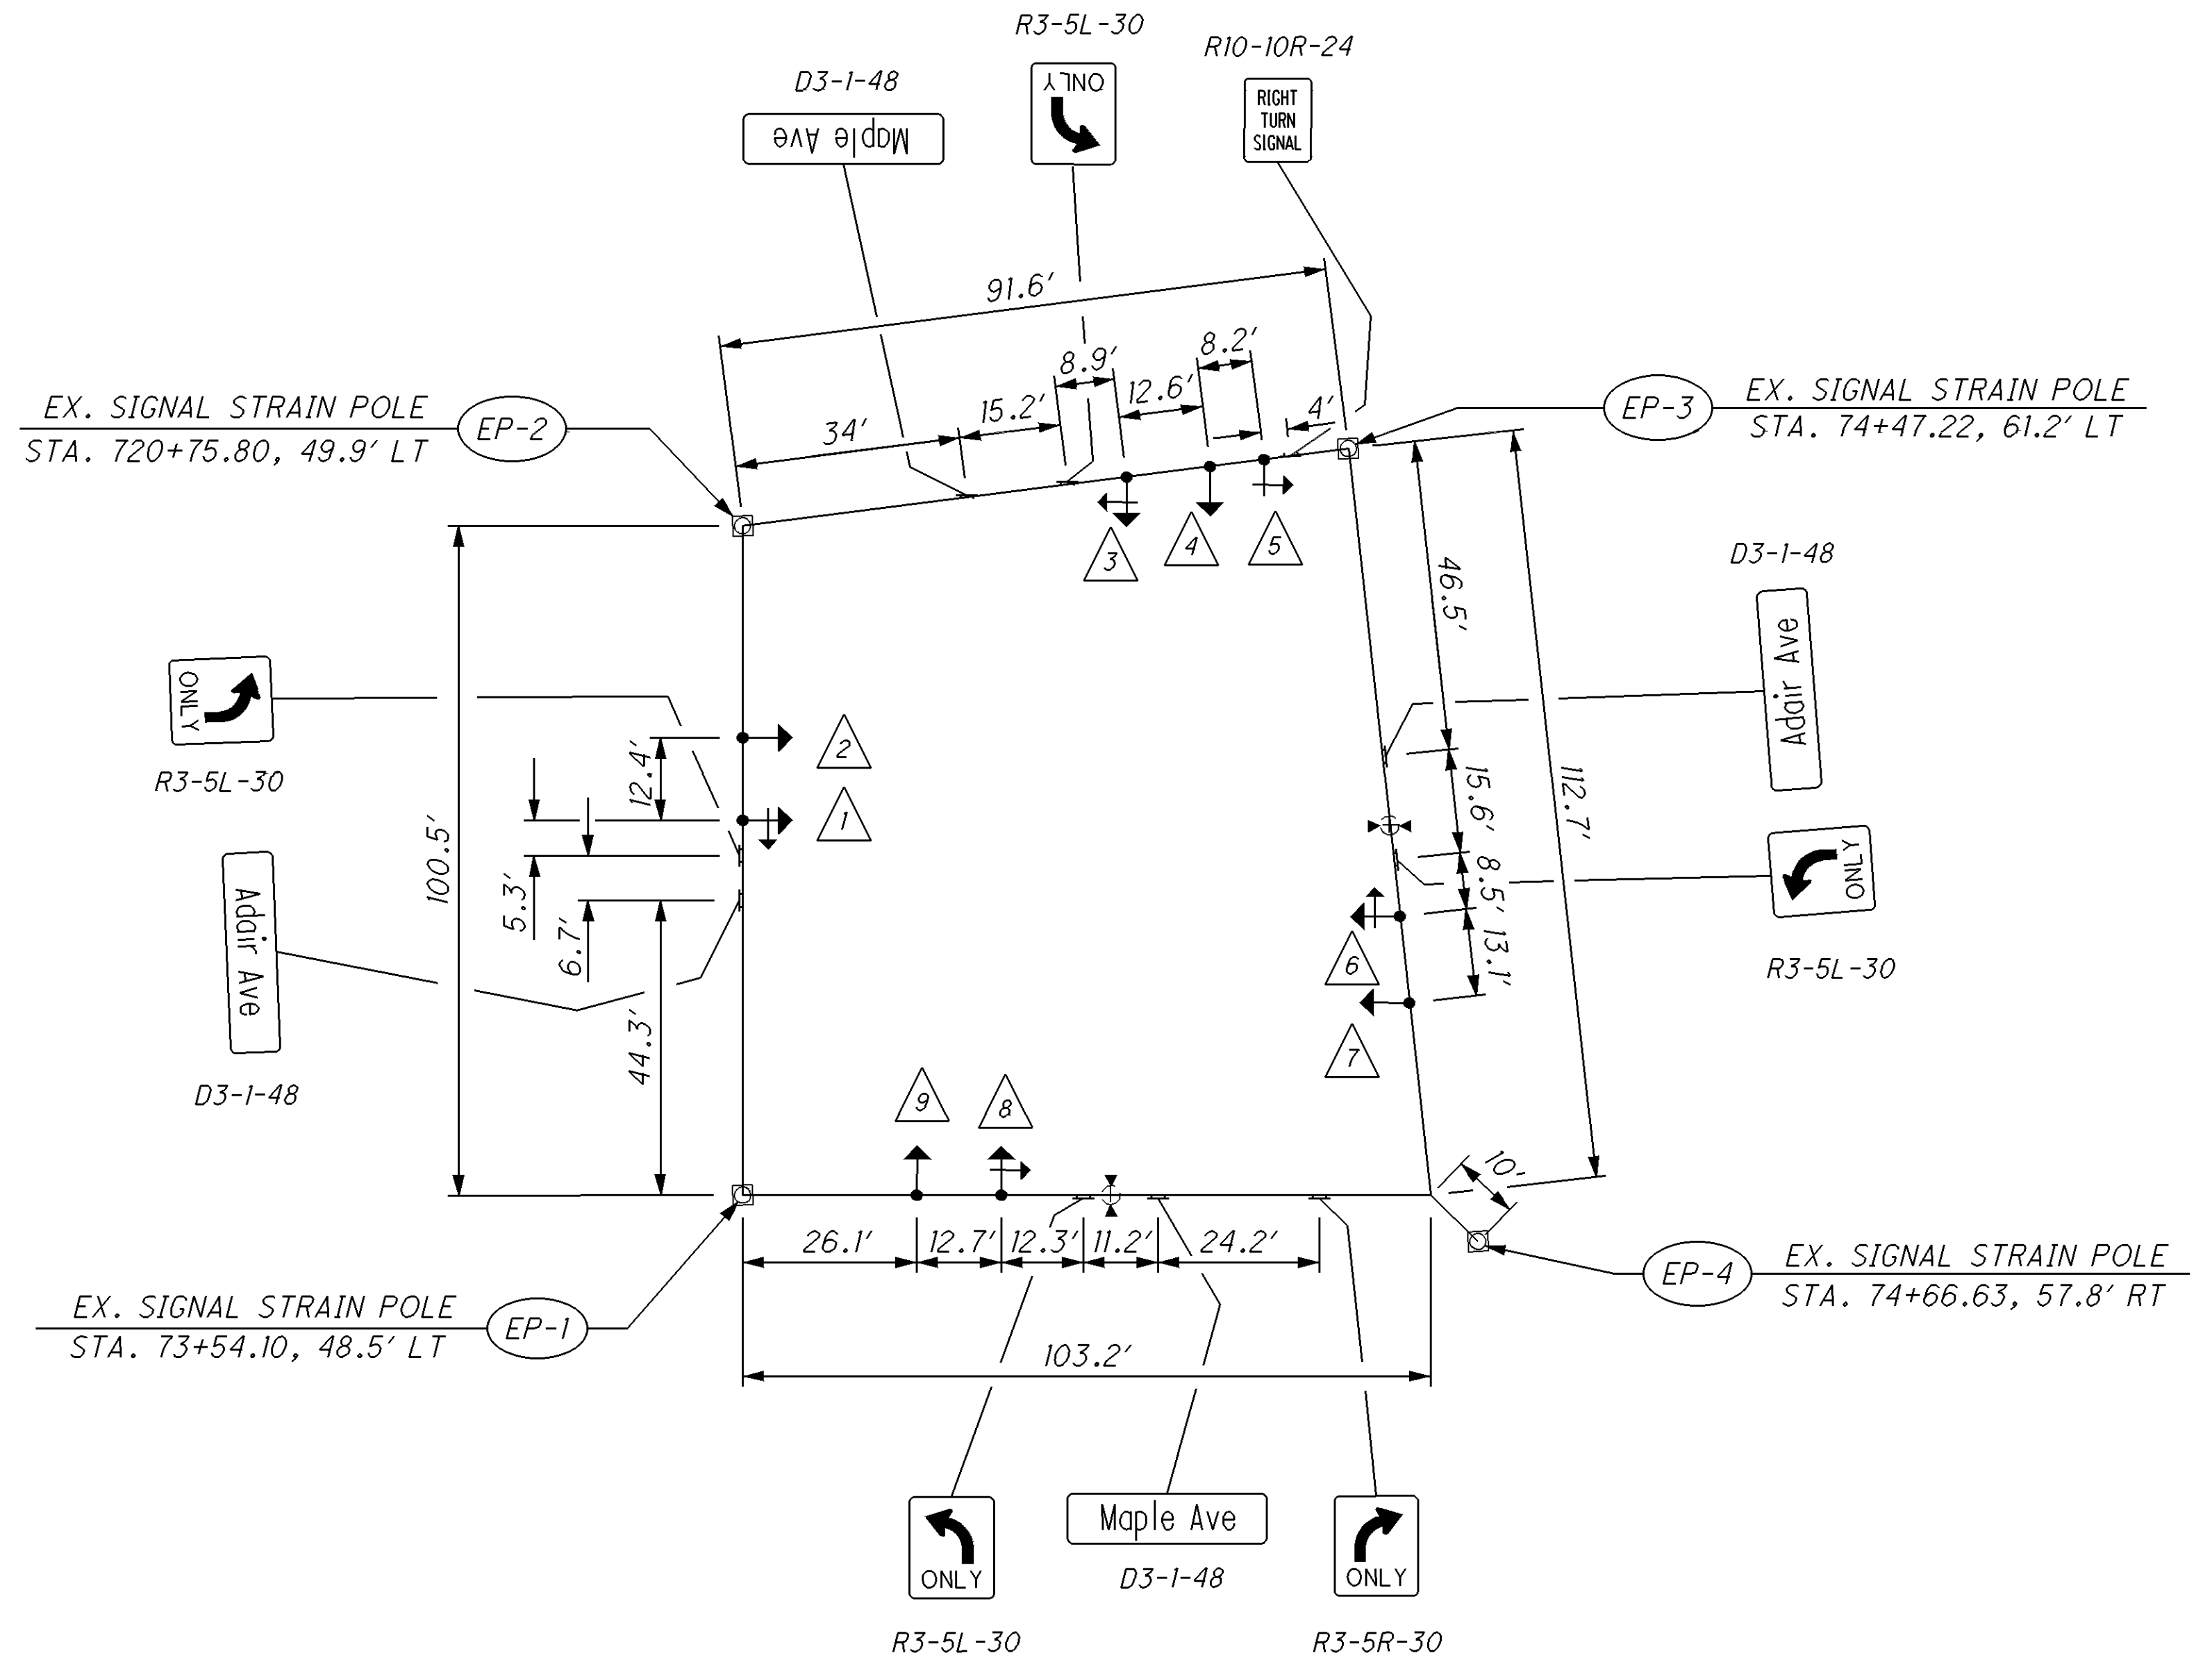 R3-5L-30
R10-10R-24
D3-1-48
ONLY
RIGHT
TURN
SIGNAL
Maple Ave
91.6'
8.2'
8.9'
12.6'
4'
15.2'
34'
EX. SIGNAL STRAIN POLE
STA. 720+75.80, 49.9' LT
EP-2
EP-3
EX. SIGNAL STRAIN POLE
STA. 74+47.22, 61.2' LT
3
4
5
D3-1-48
Adair Ave
46.5'
112.7'
15.6'
8.5'
13.1'
ONLY
R3-5L-30
ONLY
R3-5L-30
2
1
12.4'
100.5'
5.3'
6.7'
44.3'
Adair Ave
D3-1-48
6
7
9
8
10'
26.1'
12.7'
12.3'
11.2'
24.2'
103.2'
EP-4
EX. SIGNAL STRAIN POLE
STA. 74+66.63, 57.8' RT
EX. SIGNAL STRAIN POLE
STA. 73+54.10, 48.5' LT
EP-1
ONLY
R3-5L-30
Maple Ave
D3-1-48
ONLY
R3-5R-30